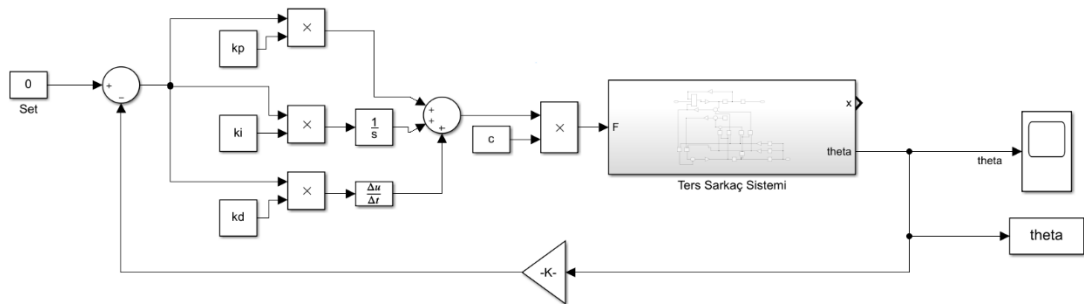 kp
×
0
Set
+
−
ki
×
1
s
+
+
+
c
×
F
x
theta
Ters Sarkaç Sistemi
theta
kd
×
Δu
Δt
theta
-K-